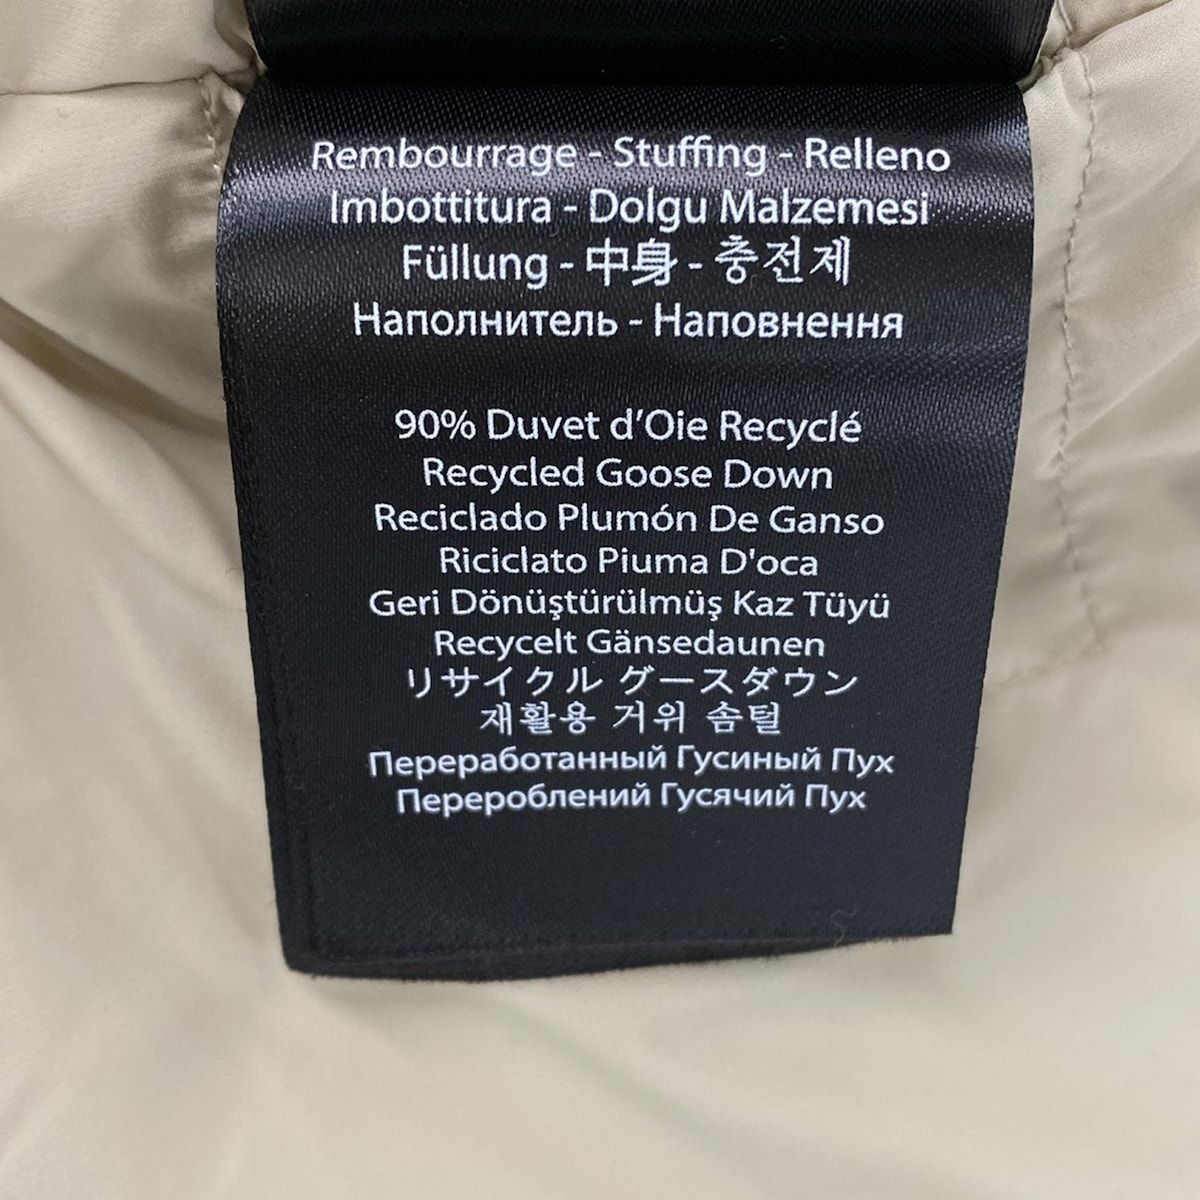 Rembourrage - Stuffing - Relleno
Imbottitura - Dolgu Malzemesi
Füllung - 中身 - 충전제
Наполнитель - Наповнення
90% Duvet d’Oie Recyclé
Recycled Goose Down
Reciclado Plumón De Ganso
Riciclato Piuma D'oca
Geri Dönüştürülmüş Kaz Tüyü
Recycelt Gänsedaunen
リサイクル グースダウン
재활용 거위 솜털
Переработанный Гусиный Пух
Перероблений Гусячий Пух